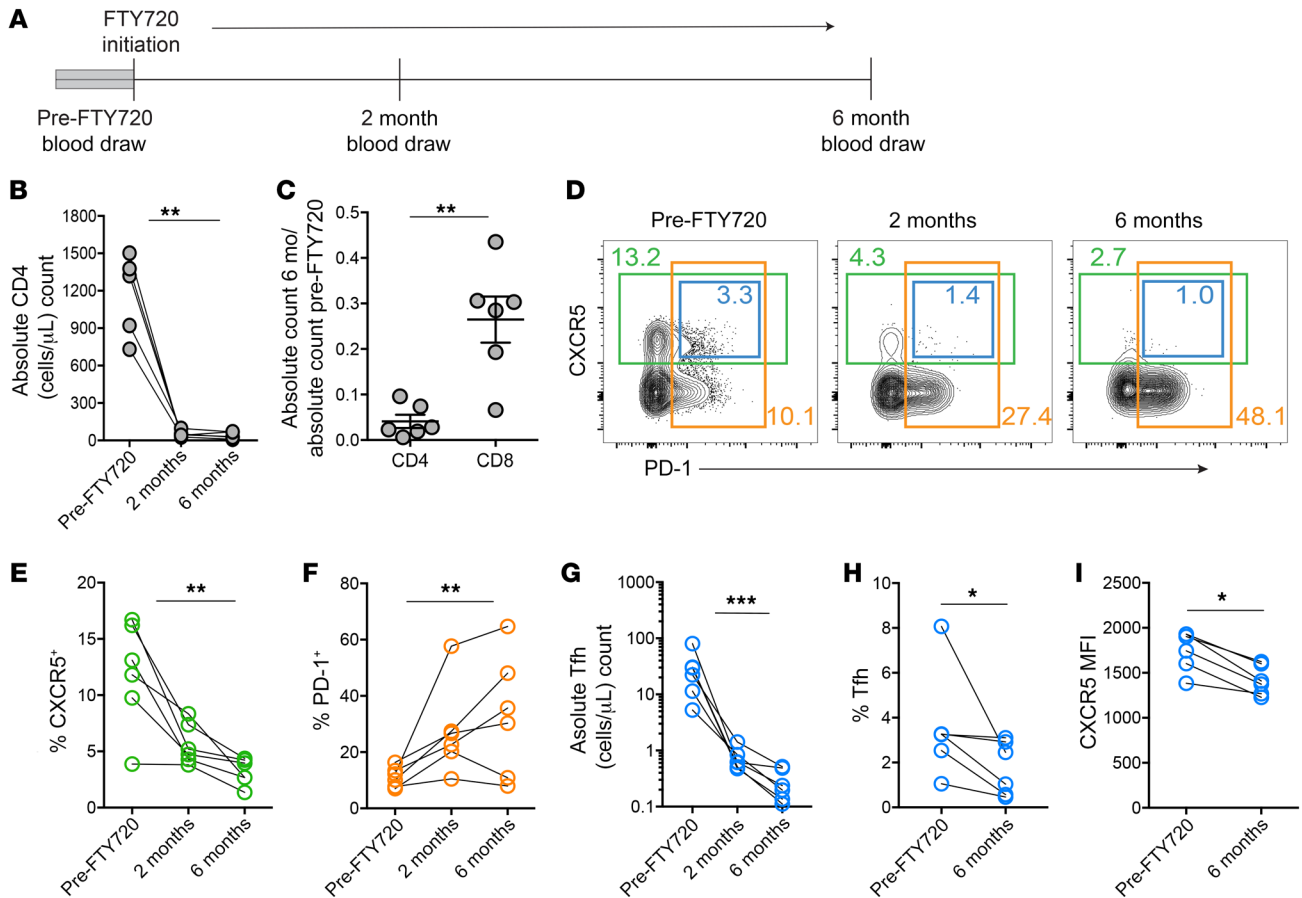 A
FTY720
initiation
Pre-FTY720
blood draw
2 month
blood draw
6 month
blood draw
B
Absolute CD4
(cells/μL) count
1800
1500
1200
900
600
300
0
**
Pre-FTY720
2 months
6 months
C
Absolute count 6 mo/
absolute count pre-FTY720
0.5
0.4
0.3
0.2
0.1
0.0
**
CD4
CD8
D
Pre-FTY720
2 months
6 months
CXCR5
13.2
3.3
10.1
4.3
1.4
27.4
2.7
1.0
48.1
PD-1
E
% CXCR5+
20
15
10
5
0
**
Pre-FTY720
2 months
6 months
F
% PD-1+
80
60
40
20
0
**
Pre-FTY720
2 months
6 months
G
Asolute Tfh
(cells/μL) count
1000
100
10
1
0.1
***
Pre-FTY720
2 months
6 months
H
% Tfh
10
8
6
4
2
0
*
Pre-FTY720
6 months
I
CXCR5 MFI
2500
2000
1500
1000
500
0
*
Pre-FTY720
6 months